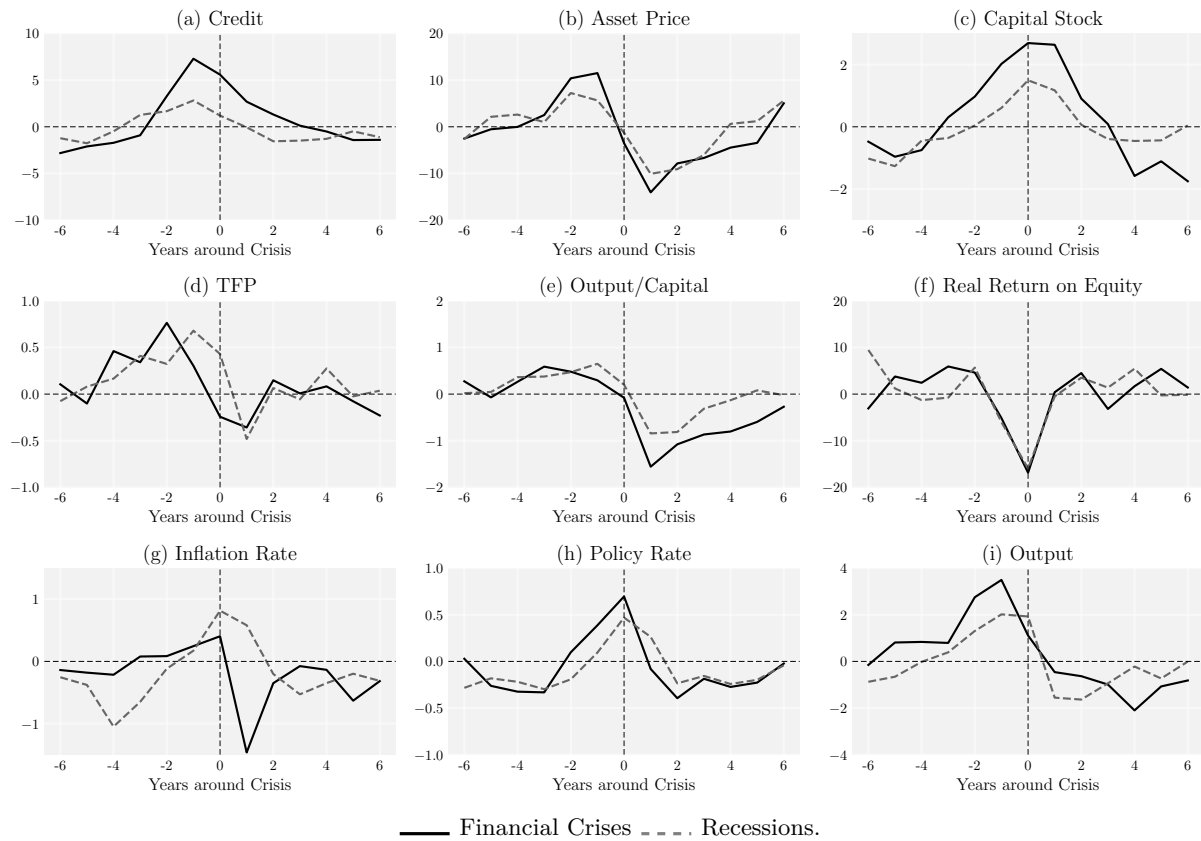 (a) Credit
10
5
0
−5
−10
-6 -4 -2 0 2 4 6
Years around Crisis
(b) Asset Price
20
10
0
−10
−20
-6 -4 -2 0 2 4 6
Years around Crisis
(c) Capital Stock
2
0
−2
-6 -4 -2 0 2 4 6
Years around Crisis
(d) TFP
1.0
0.5
0.0
−0.5
−1.0
-6 -4 -2 0 2 4 6
Years around Crisis
(e) Output/Capital
2
1
0
−1
−2
-6 -4 -2 0 2 4 6
Years around Crisis
(f) Real Return on Equity
20
10
0
−10
−20
-6 -4 -2 0 2 4 6
Years around Crisis
(g) Inflation Rate
1
0
−1
-6 -4 -2 0 2 4 6
Years around Crisis
(h) Policy Rate
1.0
0.5
0.0
−0.5
−1.0
-6 -4 -2 0 2 4 6
Years around Crisis
(i) Output
4
2
0
−2
−4
-6 -4 -2 0 2 4 6
Years around Crisis
Financial Crises Recessions.